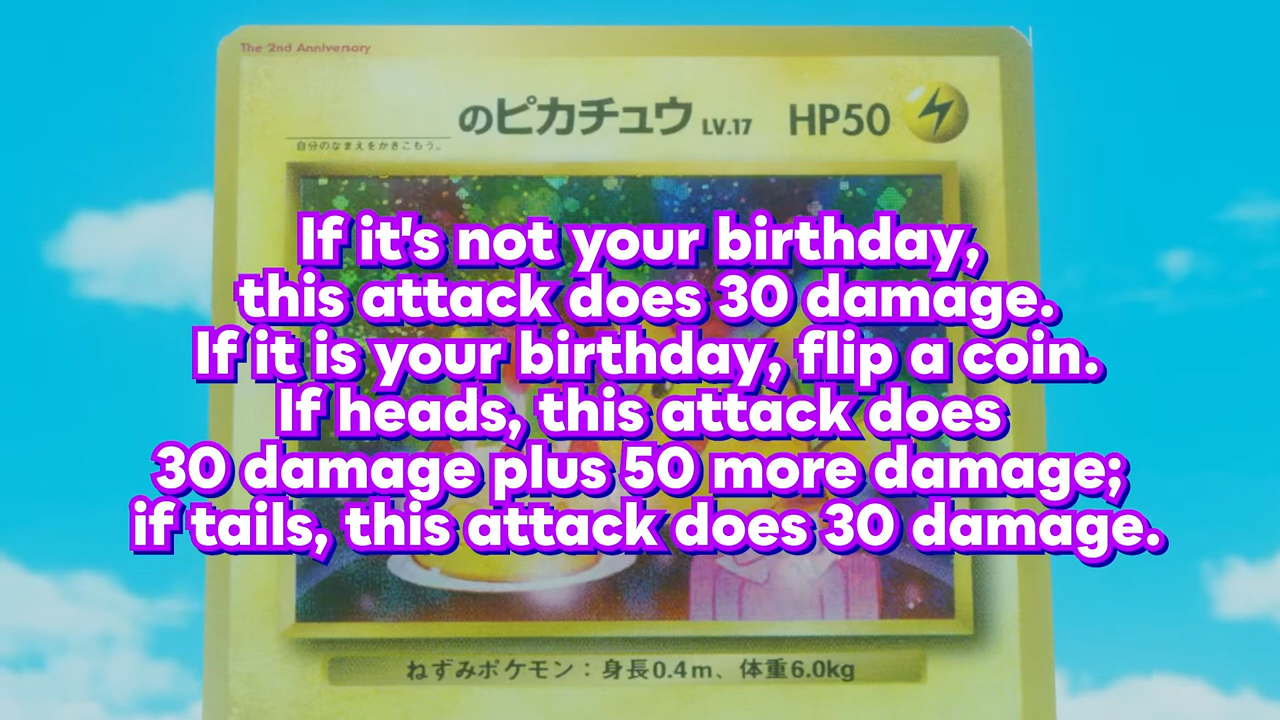 The 2nd Anniversary
のピカチュウ LV.17 HP50
自分のなまえをかきこもう。
If it's not your birthday,
this attack does 30 damage.
If it is your birthday, flip a coin.
If heads, this attack does
30 damage plus 50 more damage;
if tails, this attack does 30 damage.
ねずみポケモン：身長0.4m、体重6.0kg